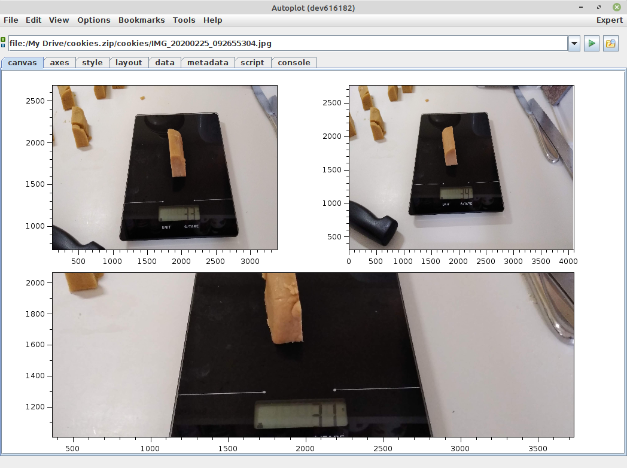 Autoplot (dev616182)
File Edit View Options Bookmarks Tools Help Expert
file:/My Drive/cookies.zip/cookies/IMG_20200225_092655304.jpg
canvas axes style layout data metadata script console
2500
2000
1500
1000
500 1000 1500 2000 2500 3000
2500
2000
1500
1000
500
0 500 1000 1500 2000 2500 3000 3500 4000
2000
1800
1600
1400
1200
500 1000 1500 2000 2500 3000 3500